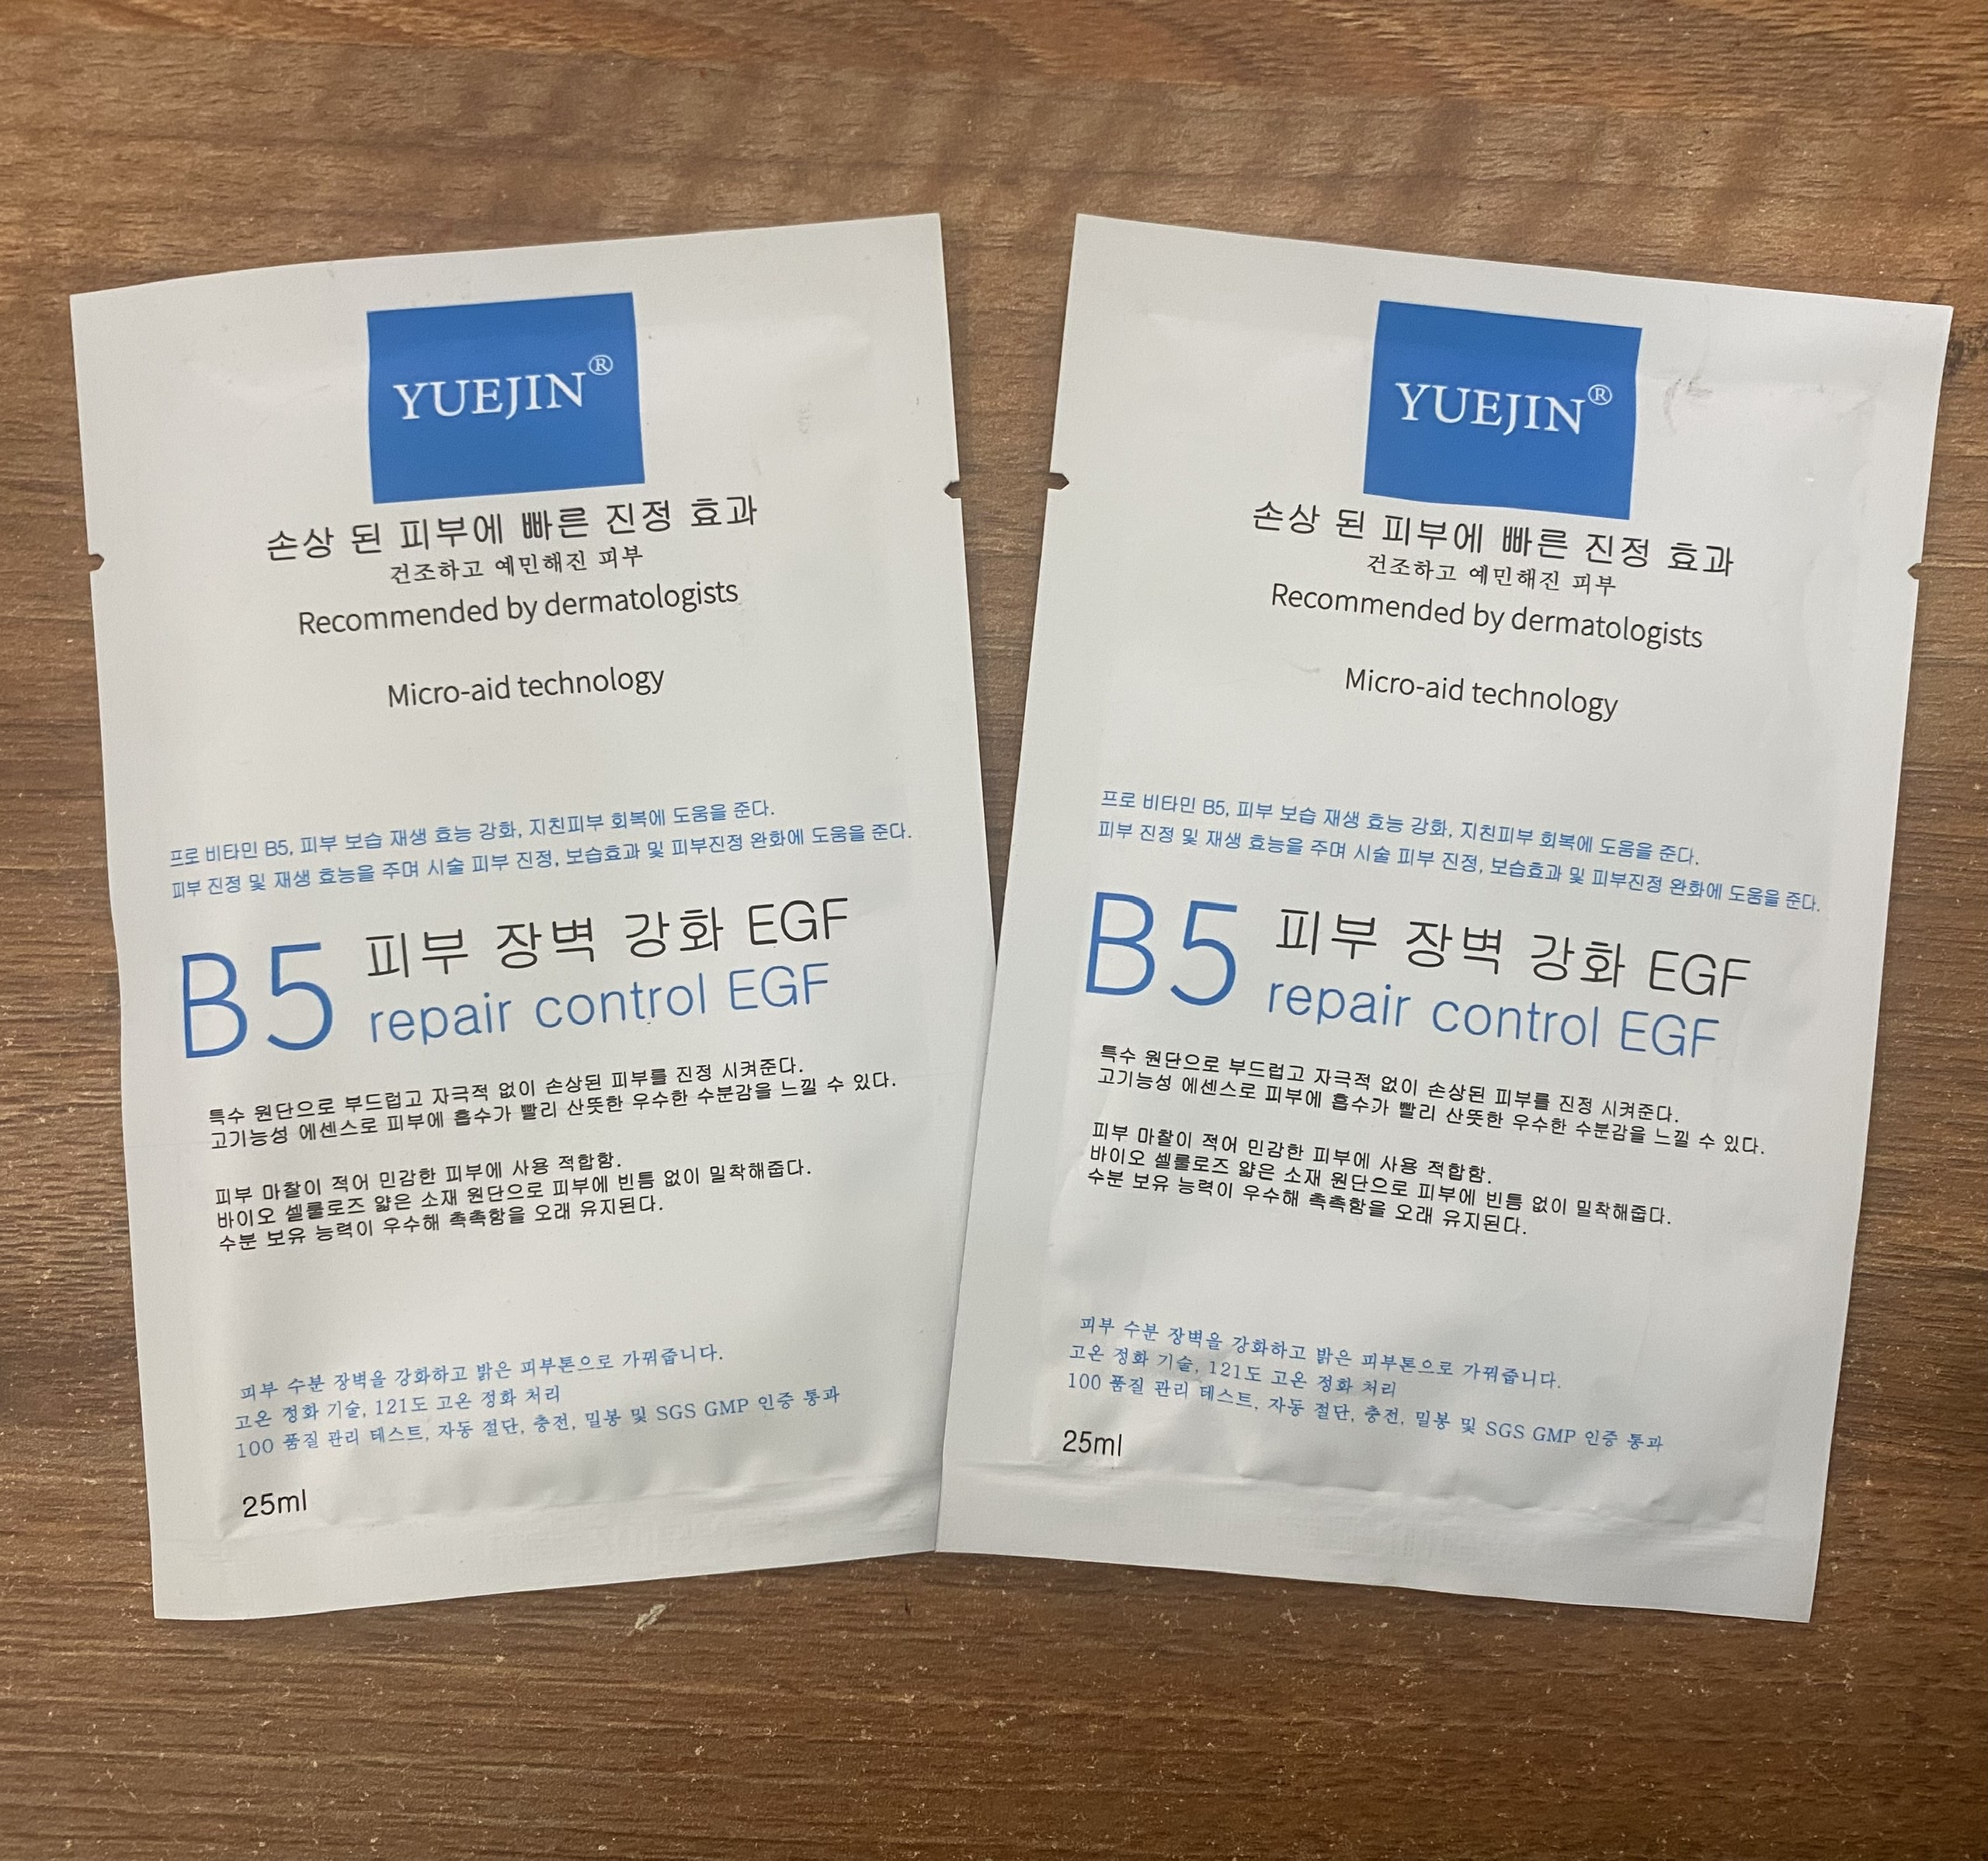 YUEJIN®
손상 된 피부에 빠른 진정 효과
건조하고 예민해진 피부
Recommended by dermatologists
Micro-aid technology
프로 비타민 B5, 피부 보습 재생 효능 강화, 지친피부 회복에 도움을 준다.
피부 진정 및 재생 효능을 주며 시술 피부 진정, 보습효과 및 피부진정 완화에 도움을 준다.
B5 피부 장벽 강화 EGF
repair control EGF
특수 원단으로 부드럽고 자극적 없이 손상된 피부를 진정 시켜준다.
고기능성 에센스로 피부에 흡수가 빨리 산뜻한 우수한 수분감을 느낄 수 있다.
피부 마찰이 적어 민감한 피부에 사용 적합함.
바이오 셀룰로즈 얇은 소재 원단으로 피부에 빈틈 없이 밀착해줍다.
수분 보유 능력이 우수해 촉촉함을 오래 유지된다.
피부 수분 장벽을 강화하고 밝은 피부톤으로 가꿔줍니다.
고온 정화 기술, 121도 고온 정화 처리
100 품질 관리 테스트, 자동 절단, 충전, 밀봉 및 SGS GMP 인증 통과
25ml
YUEJIN®
손상 된 피부에 빠른 진정 효과
건조하고 예민해진 피부
Recommended by dermatologists
Micro-aid technology
프로 비타민 B5, 피부 보습 재생 효능 강화, 지친피부 회복에 도움을 준다.
피부 진정 및 재생 효능을 주며 시술 피부 진정, 보습효과 및 피부진정 완화에 도움을 준다.
B5 피부 장벽 강화 EGF
repair control EGF
특수 원단으로 부드럽고 자극적 없이 손상된 피부를 진정 시켜준다.
고기능성 에센스로 피부에 흡수가 빨리 산뜻한 우수한 수분감을 느낄 수 있다.
피부 마찰이 적어 민감한 피부에 사용 적합함.
바이오 셀룰로즈 얇은 소재 원단으로 피부에 빈틈 없이 밀착해줍다.
수분 보유 능력이 우수해 촉촉함을 오래 유지된다.
피부 수분 장벽을 강화하고 밝은 피부톤으로 가꿔줍니다.
고온 정화 기술, 121도 고온 정화 처리
100 품질 관리 테스트, 자동 절단, 충전, 밀봉 및 SGS GMP 인증 통과
25ml